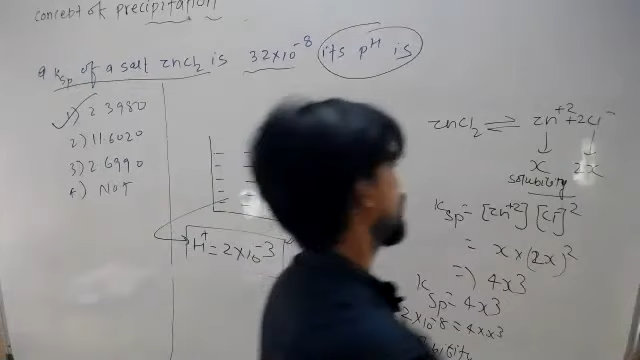 concept of precipitation
q Ksp of a salt ZnCl2 is 32×10^-8 its pH is
1) 2.3980
2) 11.6020
3) 2.6990
4) NOT
H+ = 2×10^-3
ZnCl2 ⇌ Zn+2 + 2Cl-
x 2x
solubility
Ksp = [Zn+2] [Cl-]^2
= x × (2x)^2
K => 4x3
Sp = 4x3
2×10^-8 = 4×x3